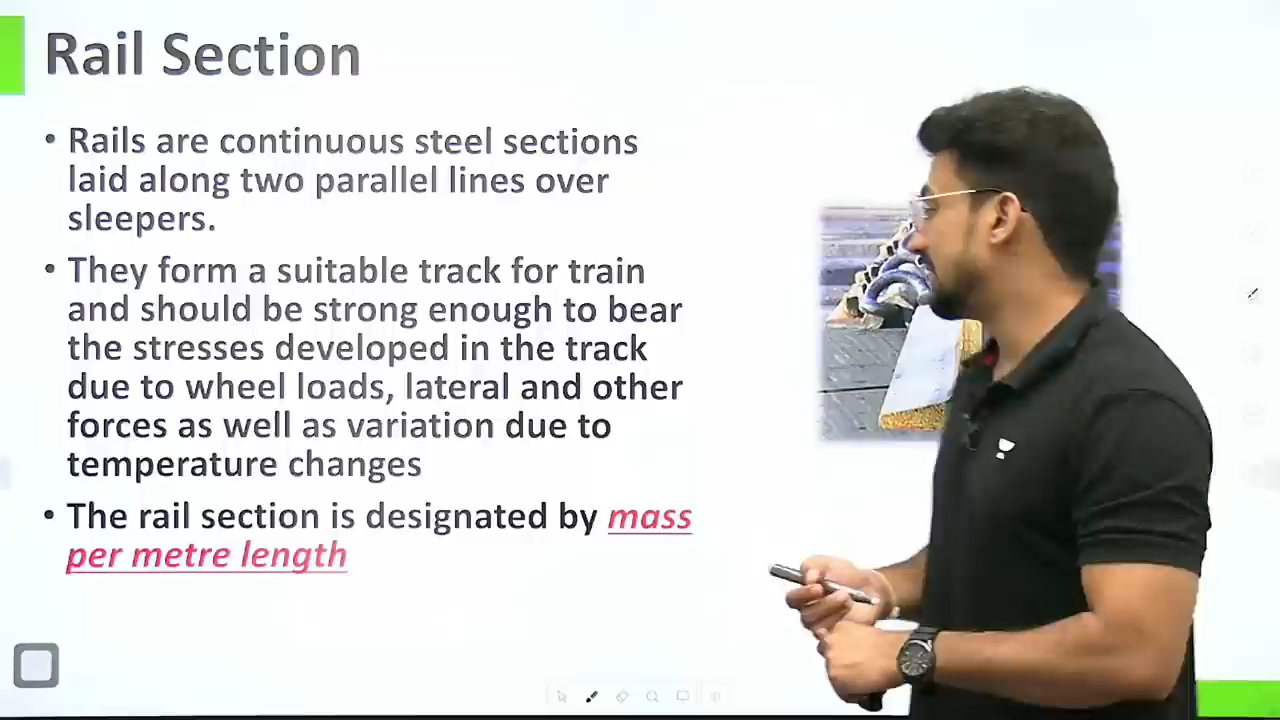 Rail Section
• Rails are continuous steel sections
laid along two parallel lines over
sleepers.
• They form a suitable track for train
and should be strong enough to bear
the stresses developed in the track
due to wheel loads, lateral and other
forces as well as variation due to
temperature changes
• The rail section is designated by mass
per metre length